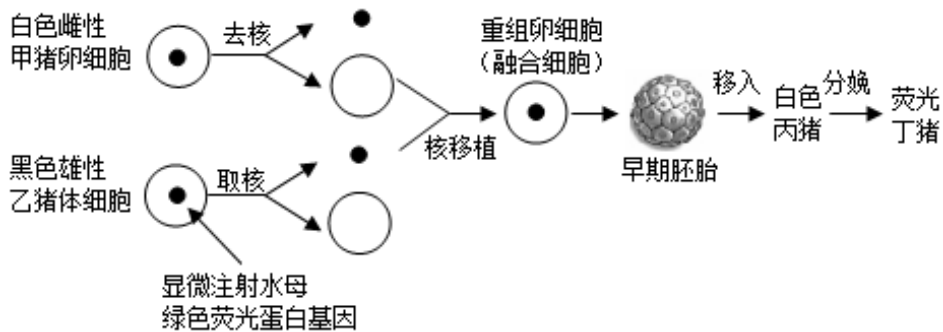 白色雌性
甲猪卵细胞
去核
重组卵细胞
（融合细胞）
移入
白色
丙猪
分娩
荧光
丁猪
核移植
早期胚胎
黑色雄性
乙猪体细胞
取核
显微注射水母
绿色荧光蛋白基因